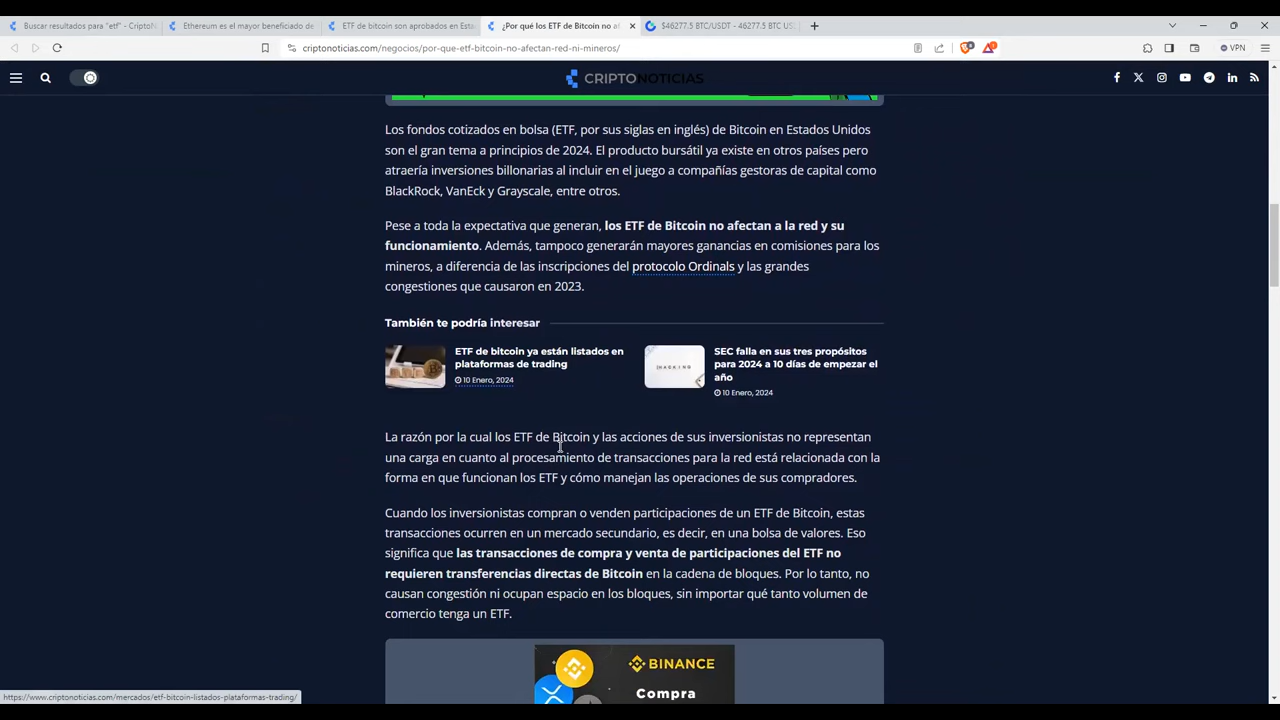 Buscar resultados para "etf" - CriptoN
Ethereum es el mayor beneficiado de
ETF de bitcoin son aprobados en Esta
¿Por qué los ETF de Bitcoin no af
$46277.5 BTC/USDT - 46277.5 BTC US
criptonoticias.com/negocios/por-que-etf-bitcoin-no-afectan-red-ni-mineros/
VPN
CRIPTONOTICIAS
Los fondos cotizados en bolsa (ETF, por sus siglas en inglés) de Bitcoin en Estados Unidos
son el gran tema a principios de 2024. El producto bursátil ya existe en otros países pero
atraería inversiones billonarias al incluir en el juego a compañías gestoras de capital como
BlackRock, VanEck y Grayscale, entre otros.
Pese a toda la expectativa que generan, los ETF de Bitcoin no afectan a la red y su
funcionamiento. Además, tampoco generarán mayores ganancias en comisiones para los
mineros, a diferencia de las inscripciones del protocolo Ordinals y las grandes
congestiones que causaron en 2023.
También te podría interesar
ETF de bitcoin ya están listados en
plataformas de trading
10 Enero, 2024
SEC falla en sus tres propósitos
para 2024 a 10 días de empezar el
año
10 Enero, 2024
La razón por la cual los ETF de Bitcoin y las acciones de sus inversionistas no representan
una carga en cuanto al procesamiento de transacciones para la red está relacionada con la
forma en que funcionan los ETF y cómo manejan las operaciones de sus compradores.
Cuando los inversionistas compran o venden participaciones de un ETF de Bitcoin, estas
transacciones ocurren en un mercado secundario, es decir, en una bolsa de valores. Eso
significa que las transacciones de compra y venta de participaciones del ETF no
requieren transferencias directas de Bitcoin en la cadena de bloques. Por lo tanto, no
causan congestión ni ocupan espacio en los bloques, sin importar qué tanto volumen de
comercio tenga un ETF.
BINANCE
Compra
https://www.criptonoticias.com/mercados/etf-bitcoin-listados-plataformas-trading/